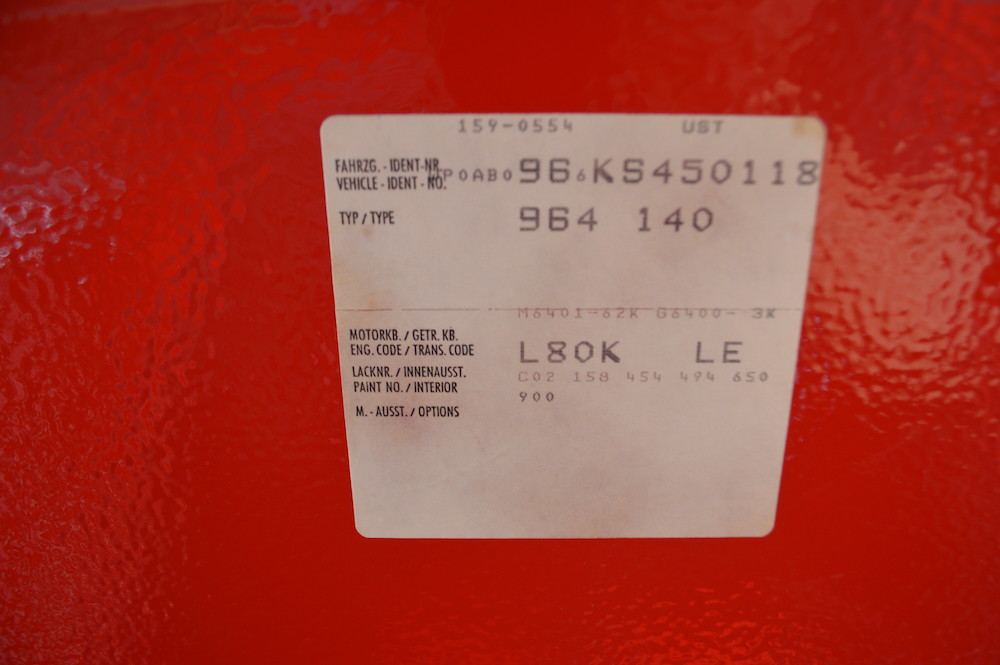 159-0554 UST
FAHRZG. - IDENT-NR.
VEHICLE - IDENT - NO. WP0AB0966KS450118
TYP / TYPE 964 140
M6401-62K G6400- 3K
MOTORKB. / GETR. KB.
ENG. CODE / TRANS. CODE L80K LE
LACKNR. / INNENAUSST. C02 158 454 494 650
PAINT NO. / INTERIOR 900
M. - AUSST. / OPTIONS